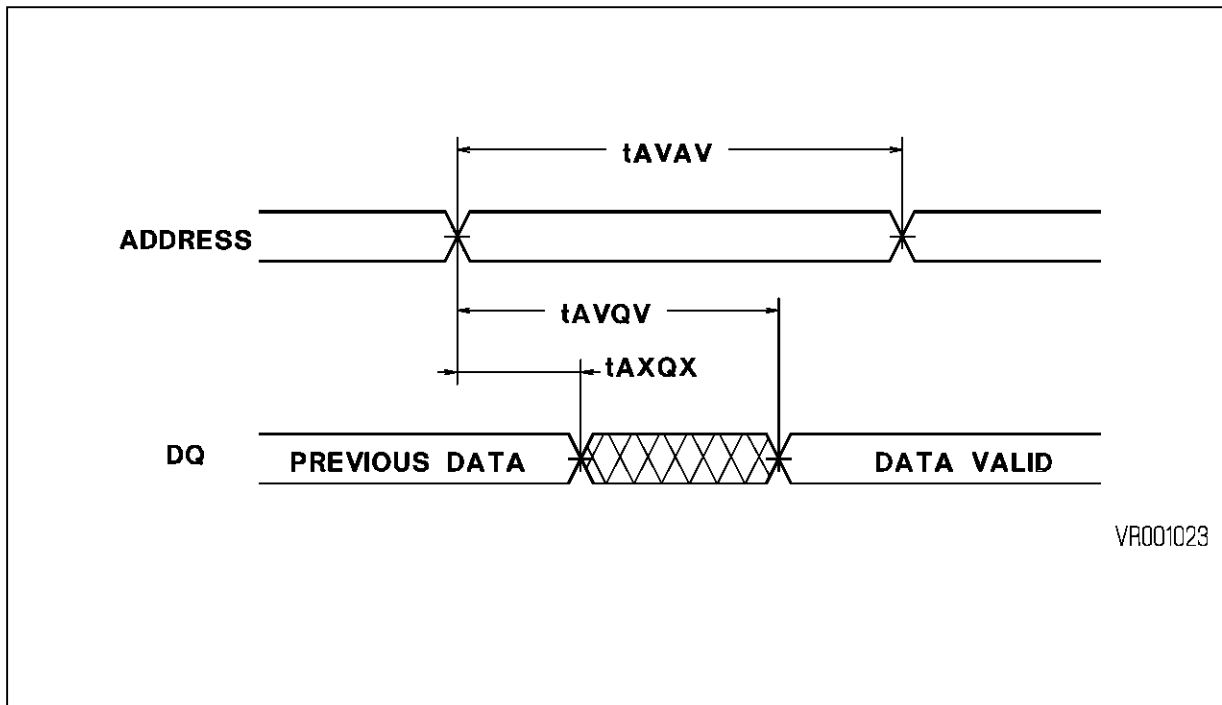 tAVAV
ADDRESS
tAVQV
tAXQX
DQ
PREVIOUS DATA
DATA VALID
VR001023